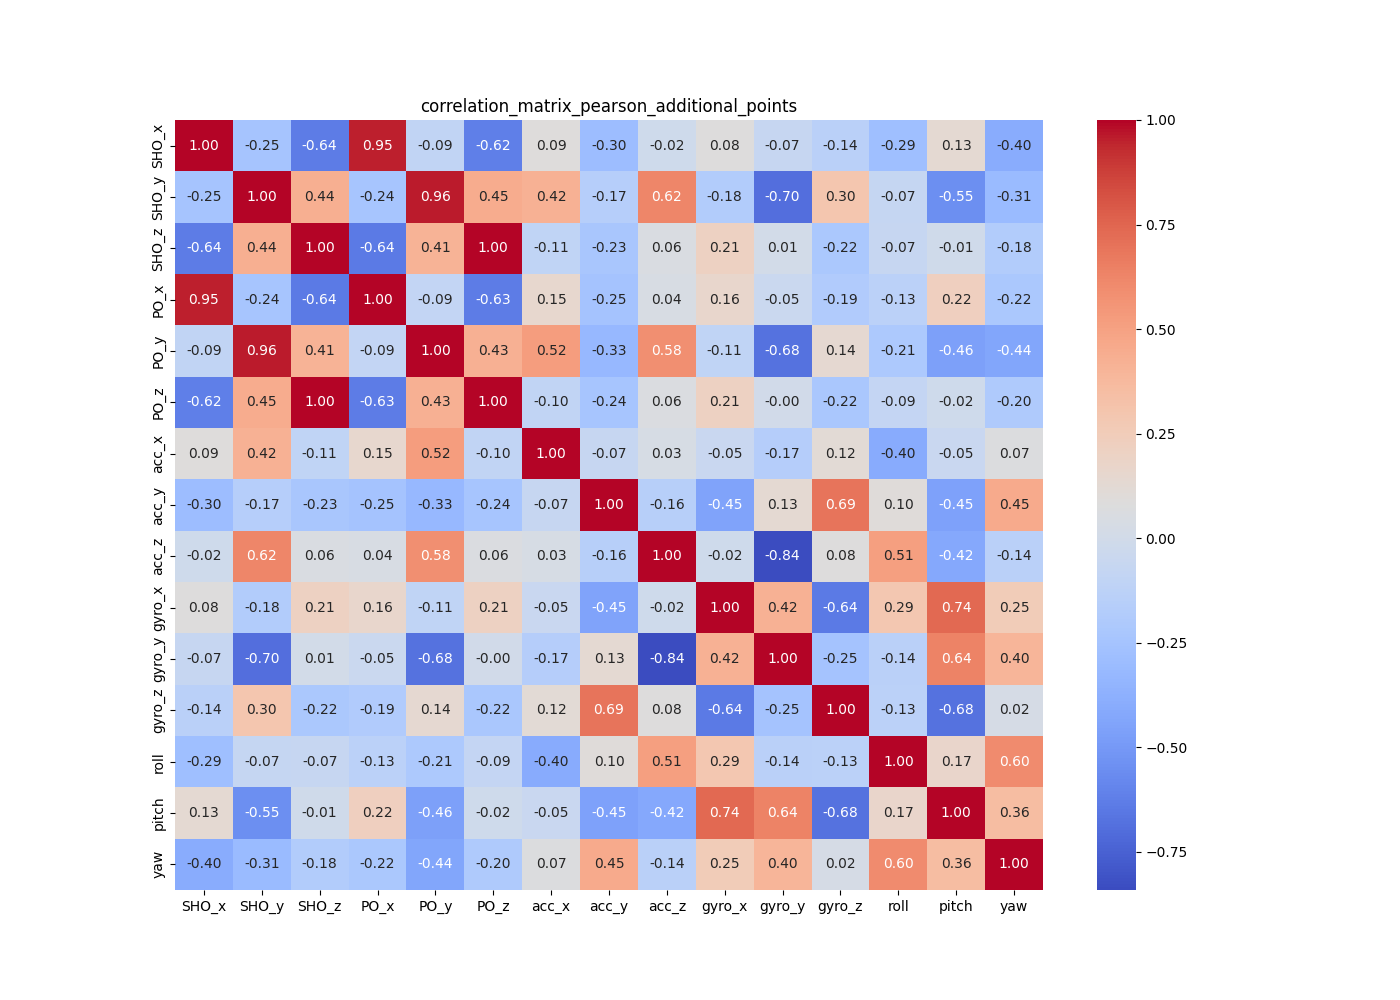 correlation_matrix_pearson_additional_points
SHO_x 1.00 -0.25 -0.64 0.95 -0.09 -0.62 0.09 -0.30 -0.02 0.08 -0.07 -0.14 -0.29 0.13 -0.40
SHO_y -0.25 1.00 0.44 -0.24 0.96 0.45 0.42 -0.17 0.62 -0.18 -0.70 0.30 -0.07 -0.55 -0.31
SHO_z -0.64 0.44 1.00 -0.64 0.41 1.00 -0.11 -0.23 0.06 0.21 0.01 -0.22 -0.07 -0.01 -0.18
PO_x 0.95 -0.24 -0.64 1.00 -0.09 -0.63 0.15 -0.25 0.04 0.16 -0.05 -0.19 -0.13 0.22 -0.22
PO_y -0.09 0.96 0.41 -0.09 1.00 0.43 0.52 -0.33 0.58 -0.11 -0.68 0.14 -0.21 -0.46 -0.44
PO_z -0.62 0.45 1.00 -0.63 0.43 1.00 -0.10 -0.24 0.06 0.21 -0.00 -0.22 -0.09 -0.02 -0.20
acc_x 0.09 0.42 -0.11 0.15 0.52 -0.10 1.00 -0.07 0.03 -0.05 -0.17 0.12 -0.40 -0.05 0.07
acc_y -0.30 -0.17 -0.23 -0.25 -0.33 -0.24 -0.07 1.00 -0.16 -0.45 0.13 0.69 0.10 -0.45 0.45
acc_z -0.02 0.62 0.06 0.04 0.58 0.06 0.03 -0.16 1.00 -0.02 -0.84 0.08 0.51 -0.42 -0.14
gyro_x 0.08 -0.18 0.21 0.16 -0.11 0.21 -0.05 -0.45 -0.02 1.00 0.42 -0.64 0.29 0.74 0.25
gyro_y -0.07 -0.70 0.01 -0.05 -0.68 -0.00 -0.17 0.13 -0.84 0.42 1.00 -0.25 -0.14 0.64 0.40
gyro_z -0.14 0.30 -0.22 -0.19 0.14 -0.22 0.12 0.69 0.08 -0.64 -0.25 1.00 -0.13 -0.68 0.02
roll -0.29 -0.07 -0.07 -0.13 -0.21 -0.09 -0.40 0.10 0.51 0.29 -0.14 -0.13 1.00 0.17 0.60
pitch 0.13 -0.55 -0.01 0.22 -0.46 -0.02 -0.05 -0.45 -0.42 0.74 0.64 -0.68 0.17 1.00 0.36
yaw -0.40 -0.31 -0.18 -0.22 -0.44 -0.20 0.07 0.45 -0.14 0.25 0.40 0.02 0.60 0.36 1.00
SHO_x SHO_y SHO_z PO_x PO_y PO_z acc_x acc_y acc_z gyro_x gyro_y gyro_z roll pitch yaw
1.00
0.75
0.50
0.25
0.00
−0.25
−0.50
−0.75